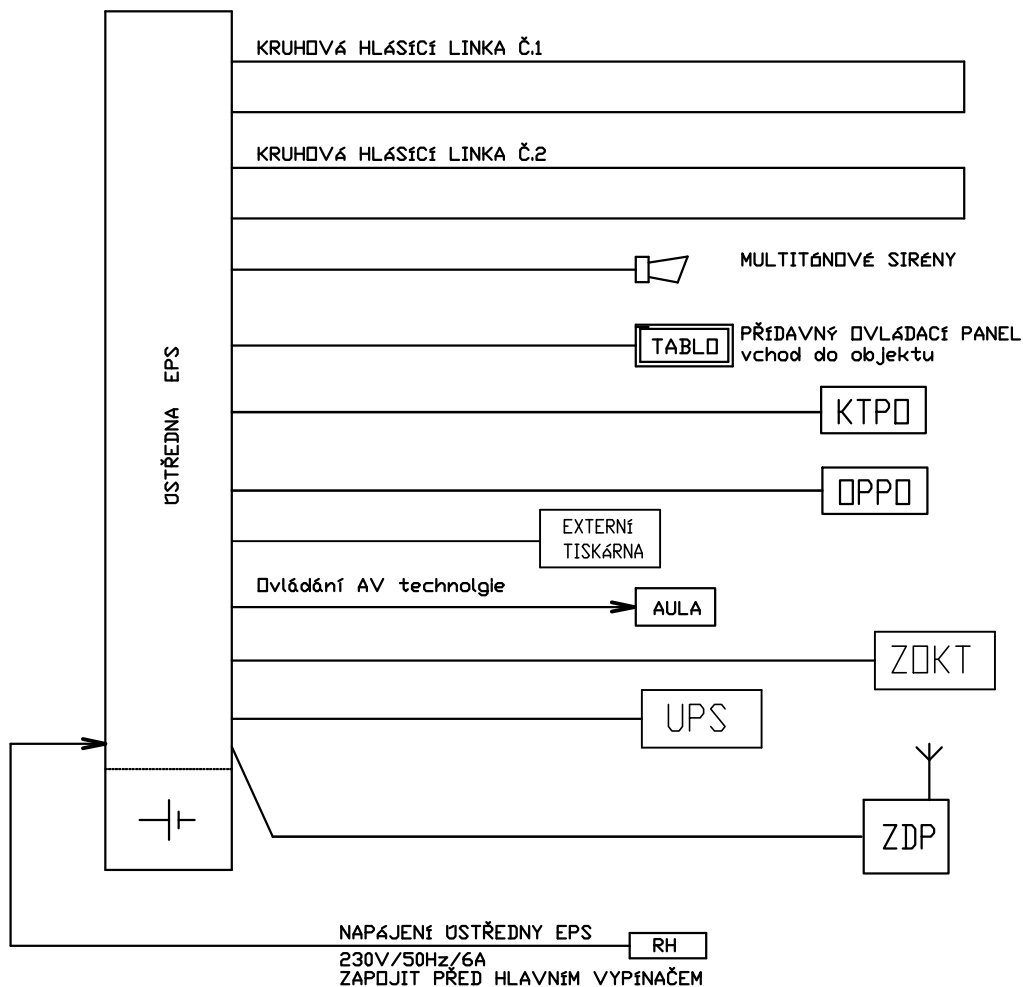 KRUHOVÁ HLÁSÍCÍ LINKA Č.1
KRUHOVÁ HLÁSÍCÍ LINKA Č.2
MULTITÓNOVÉ SIRÉNY
TABLO
PŘÍDAVNÝ OVLÁDACÍ PANEL
vchod do objektu
ÚSTŘEDNA EPS
KTPO
OPPO
EXTERNÍ
TISKÁRNA
Ovládání AV technolgie
AULA
ZOKT
UPS
ZDP
NAPÁJENÍ ÚSTŘEDNY EPS
RH
230V/50Hz/6A
ZAPOJIT PŘED HLAVNÍM VYPÍNAČEM